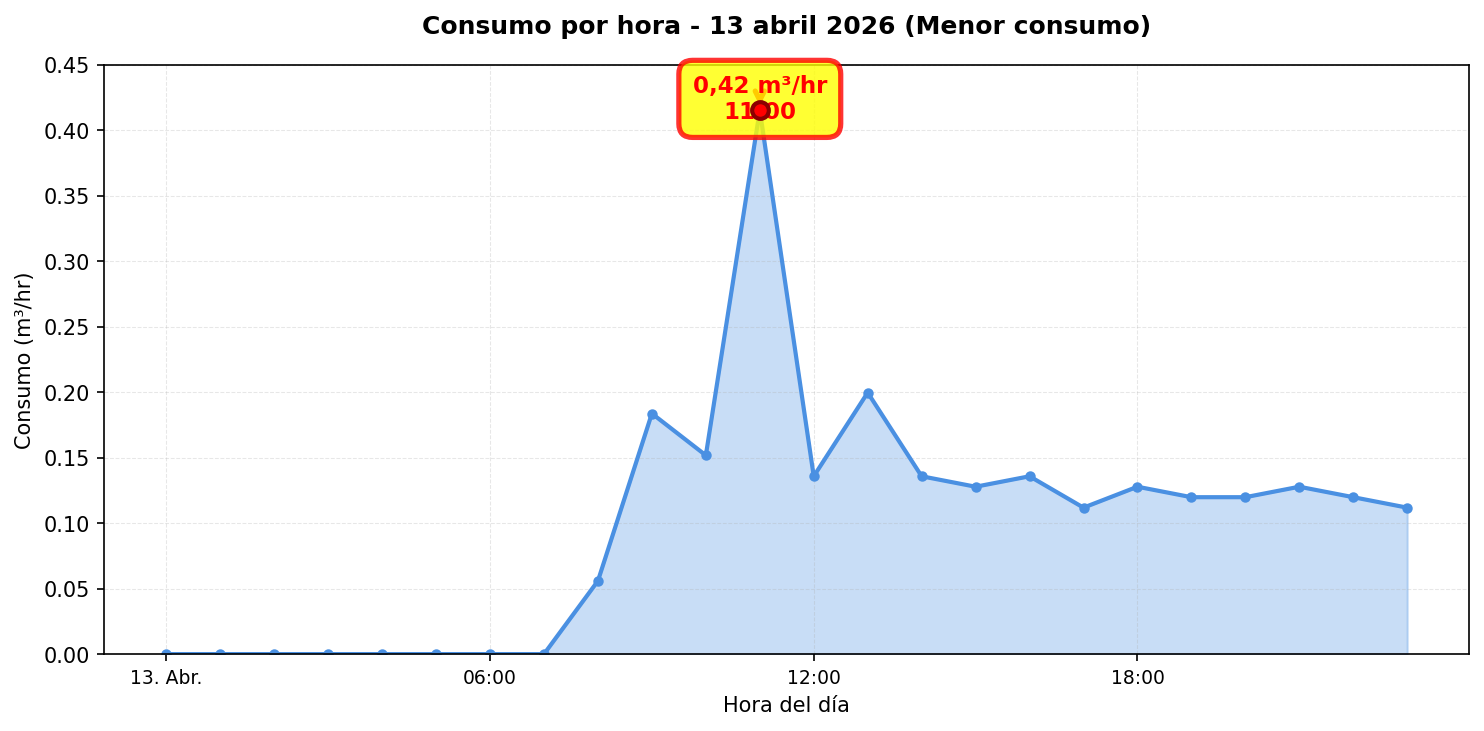 Consumo por hora - 13 abril 2026 (Menor consumo)
0,42 m³/hr
11:00
0.45
0.40
0.35
0.30
0.25
0.20
0.15
0.10
0.05
0.00
Consumo (m³/hr)
13. Abr.
06:00
12:00
18:00
Hora del día